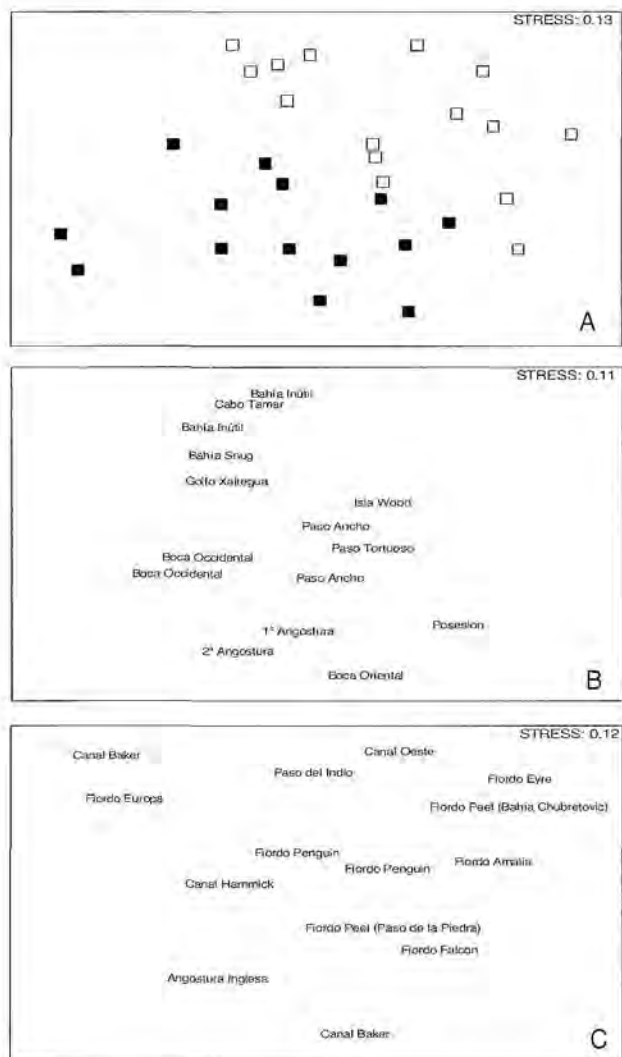 STRESS: 0.13
A
STRESS: 0.11
Bahía Inútil
Cabo Tamar
Bahía Inútil
Bahía Snug
Golfo Xaltegua
Isla Wood
Paso Ancho
Paso Tortuoso
Boca Occidental
Boca Occidental
Paso Ancho
1ª Angostura
Posesión
2ª Angostura
Boca Oriental
B
STRESS: 0.12
Canal Oeste
Canal Baker
Paso del Indio
Fiordo Eyre
Fiordo Europa
Fiordo Peel (Bahía Chubretovic)
Fiordo Penguin
Fiordo Amalia
Fiordo Penguin
Canal Hammick
Fiordo Peel (Paso de la Piedra)
Fiordo Falcon
Angostura Inglesa
Canal Baker
C